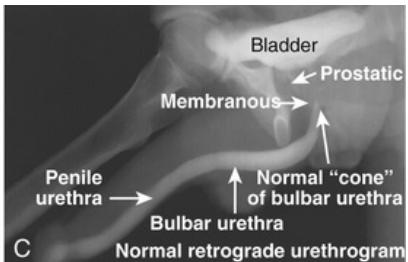 Bladder
Prostatic
Membranous
Penile
urethra
Normal “cone”
of bulbar urethra
Bulbar urethra
C
Normal retrograde urethrogram